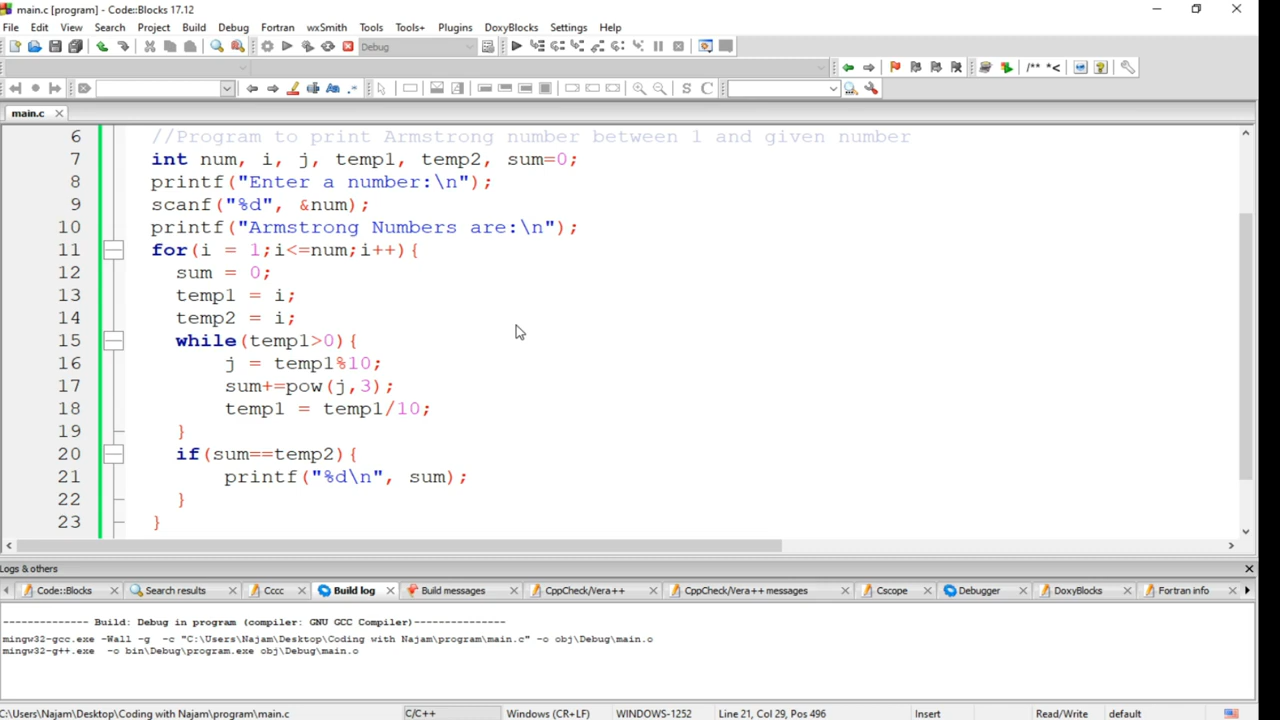 main.c [program] - Code::Blocks 17.12
File Edit View Search Project Build Debug Fortran wxSmith Tools Tools+ Plugins DoxyBlocks Settings Help
Debug
/** *<
S C
main.c
6 //Program to print Armstrong number between 1 and given number
7 int num, i, j, temp1, temp2, sum=0;
8 printf("Enter a number:\n");
9 scanf("%d", &num);
10 printf("Armstrong Numbers are:\n");
11 for(i = 1;i<=num;i++){
12 sum = 0;
13 temp1 = i;
14 temp2 = i;
15 while(temp1>0){
16 j = temp1%10;
17 sum+=pow(j,3);
18 temp1 = temp1/10;
19 }
20 if(sum==temp2){
21 printf("%d\n", sum);
22 }
23 }
Logs & others
Code::Blocks Search results Cccc Build log Build messages CppCheck/Vera++ CppCheck/Vera++ messages Cscope Debugger DoxyBlocks Fortran info
-------------- Build: Debug in program (compiler: GNU GCC Compiler)---------------
mingw32-gcc.exe -Wall -g -c "C:\Users\Najam\Desktop\Coding with Najam\program\main.c" -o obj\Debug\main.o
mingw32-g++.exe -o bin\Debug\program.exe obj\Debug\main.o
C:\Users\Najam\Desktop\Coding with Najam\program\main.c C/C++ Windows (CR+LF) WINDOWS-1252 Line 21, Col 29, Pos 496 Insert Read/Write default